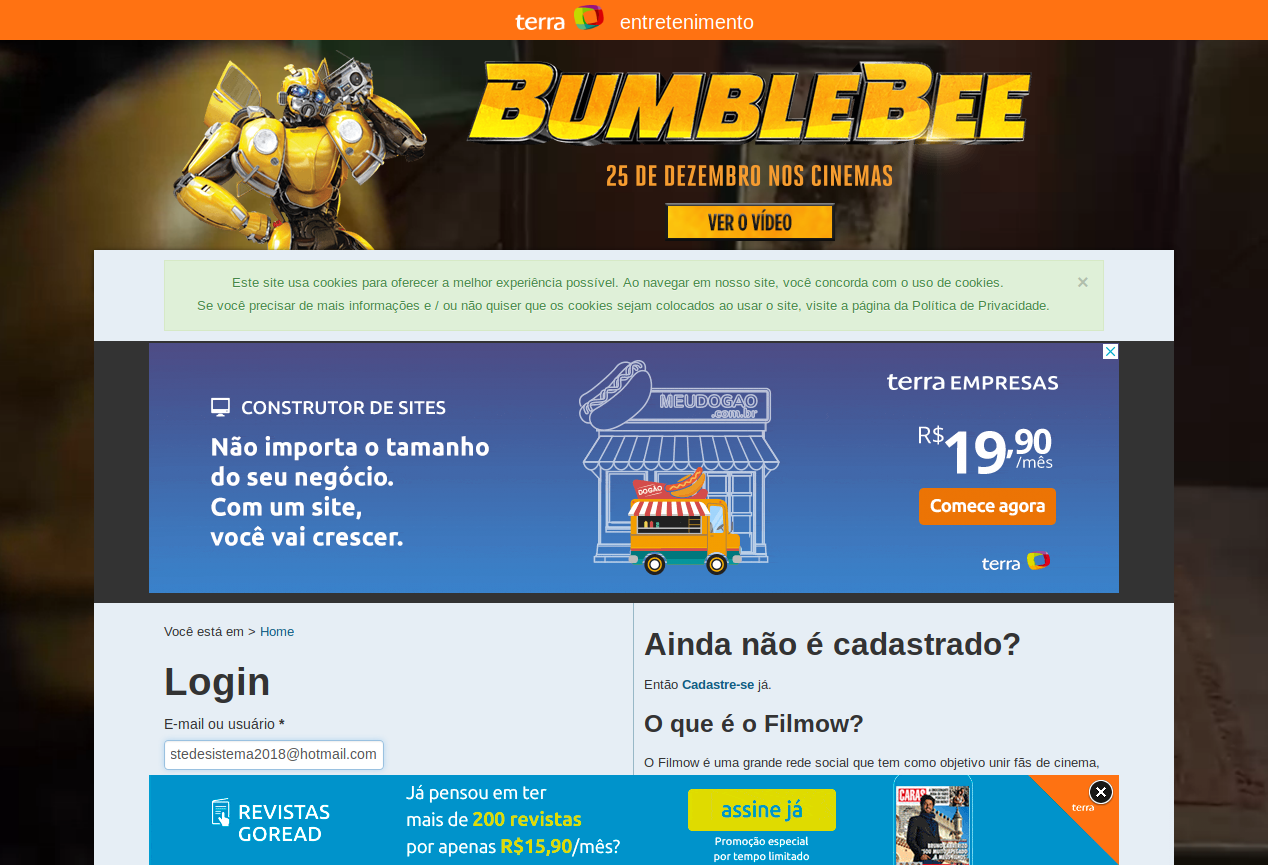 terra entretenimento
BUMBLEBEE
25 DE DEZEMBRO NOS CINEMAS
VER O VÍDEO
Este site usa cookies para oferecer a melhor experiência possível. Ao navegar em nosso site, você concorda com o uso de cookies.
×
Se você precisar de mais informações e / ou não quiser que os cookies sejam colocados ao usar o site, visite a página da Política de Privacidade.
CONSTRUTOR DE SITES
Não importa o tamanho
do seu negócio.
Com um site,
você vai crescer.
MEUDOGAO
.com.br
DOGÃO
terra EMPRESAS
R$19,90
/mês
Comece agora
terra
Você está em > Home
Login
E-mail ou usuário *
stedesistema2018@hotmail.com
Ainda não é cadastrado?
Então Cadastre-se já.
O que é o Filmow?
O Filmow é uma grande rede social que tem como objetivo unir fãs de cinema,
REVISTAS
GOREAD
Já pensou em ter
mais de 200 revistas
por apenas R$15,90/mês?
assine já
Promoção especial
por tempo limitado
CARAS
terra